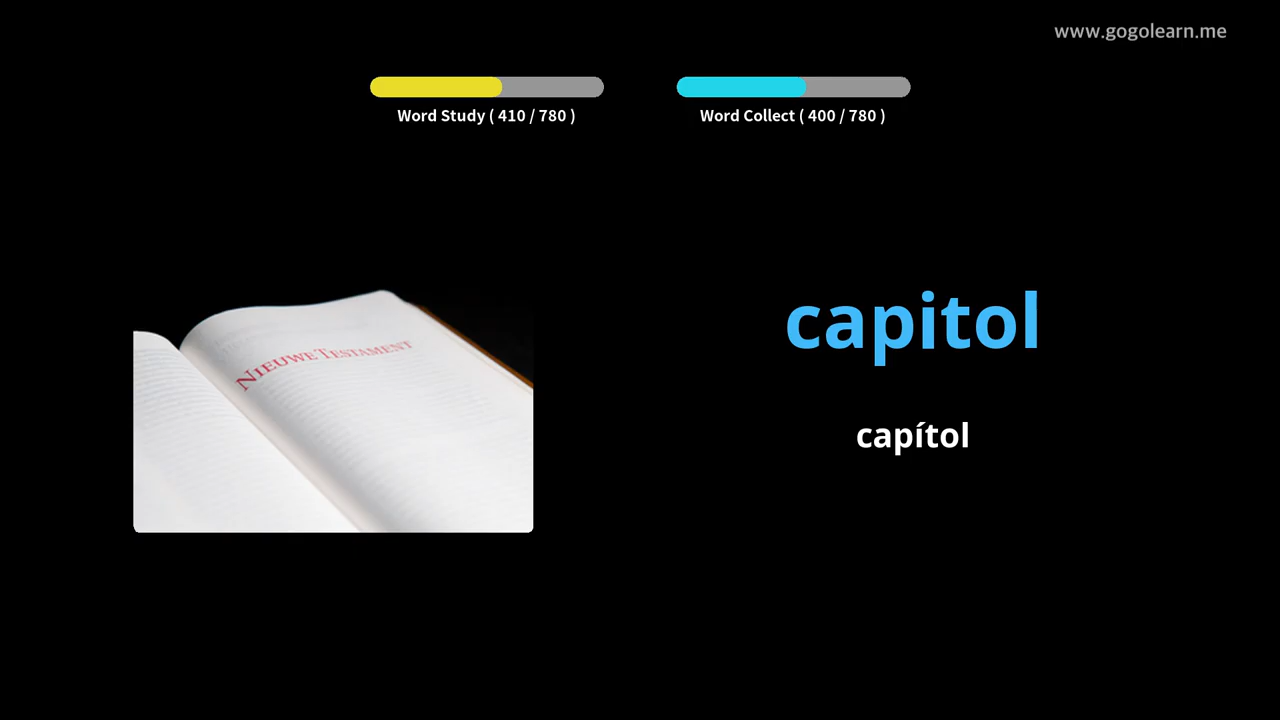 www.gogolearn.me
Word Study ( 410 / 780 )
Word Collect ( 400 / 780 )
NIEUWE TESTAMENT
capitol
capítol